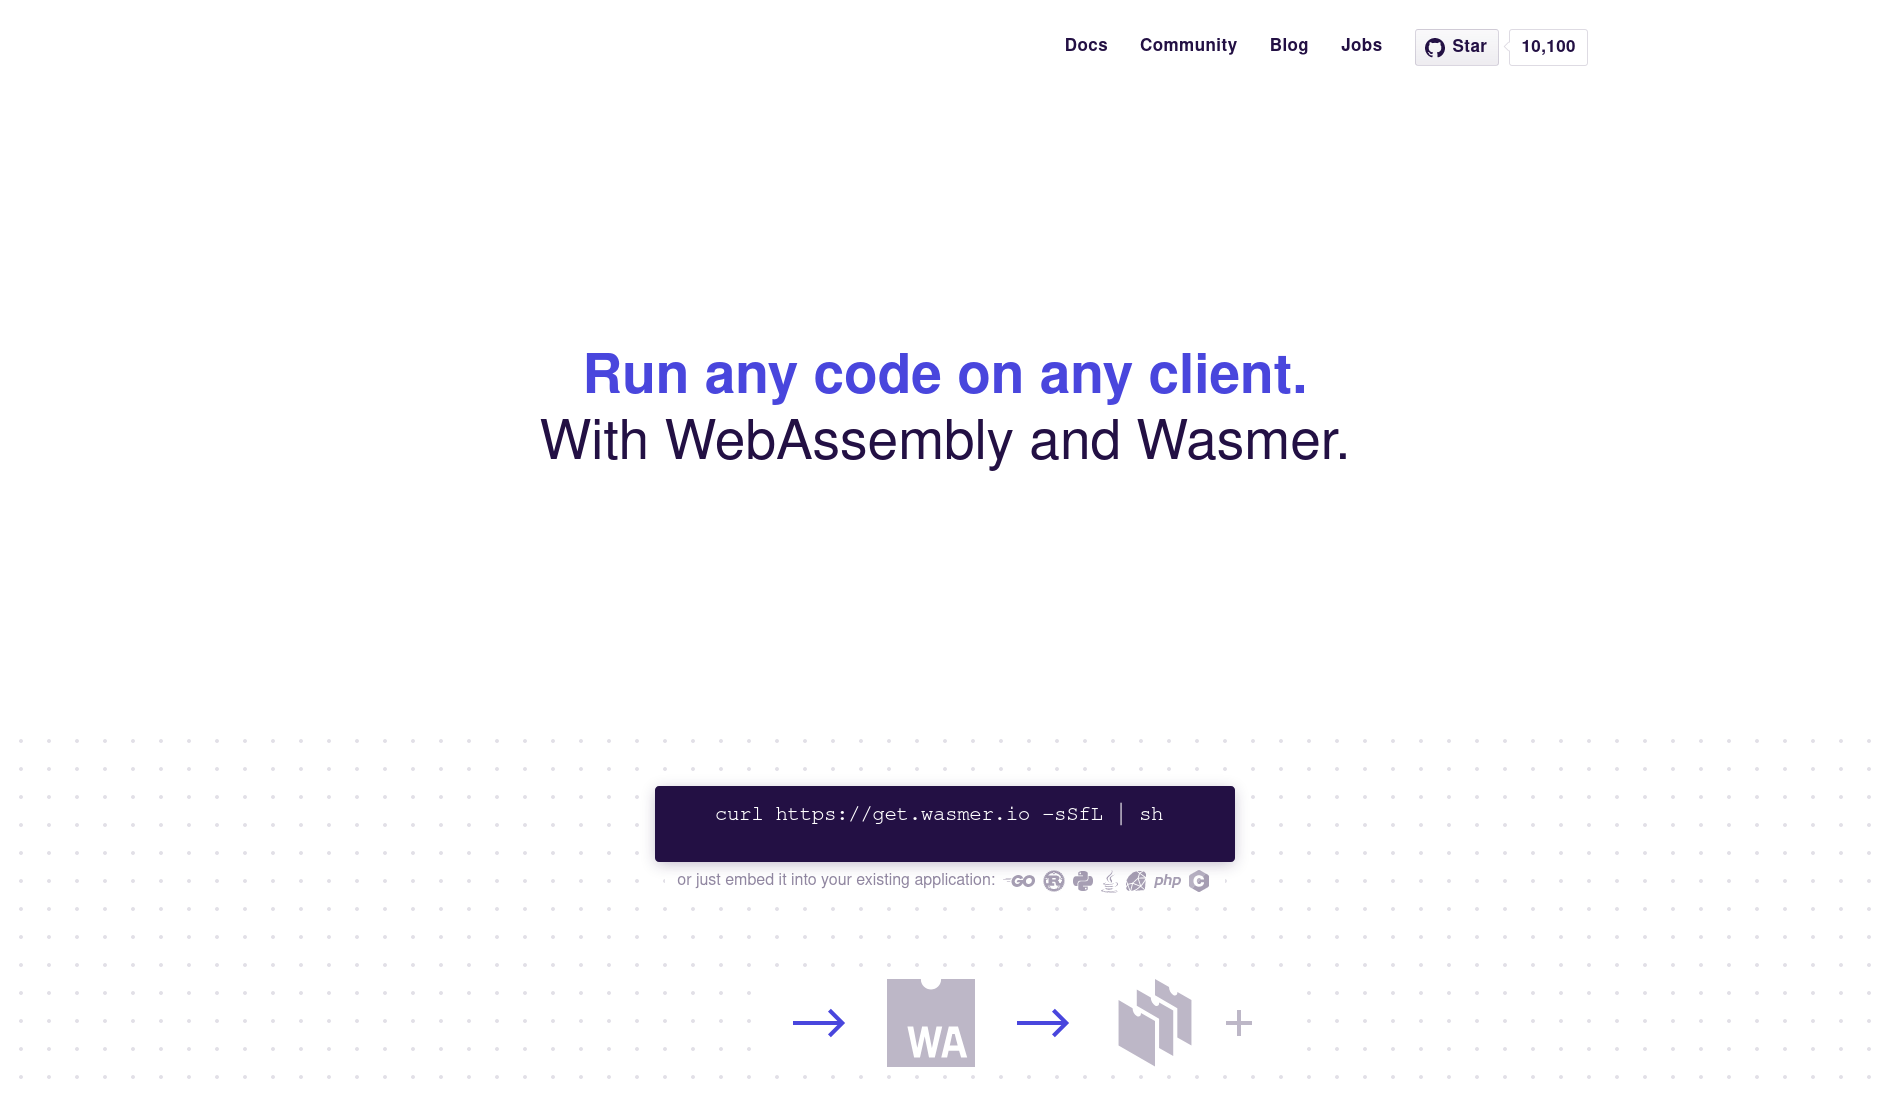 Docs Community Blog Jobs Star 10,100
Run any code on any client.
With WebAssembly and Wasmer.
curl https://get.wasmer.io -sSfL | sh
or just embed it into your existing application: GO R php C
WA
+